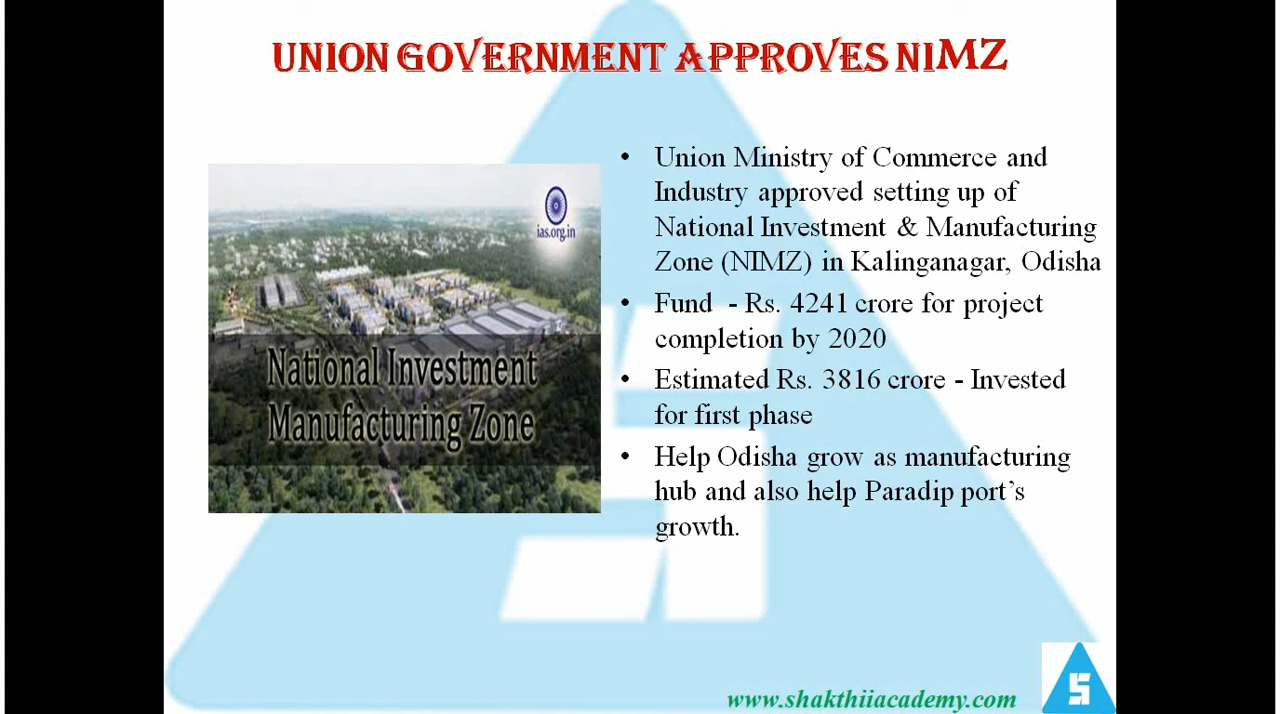 UNION GOVERNMENT APPROVES NIMZ
ias.org.in
National Investment
Manufacturing Zone
• Union Ministry of Commerce and
Industry approved setting up of
National Investment & Manufacturing
Zone (NIMZ) in Kalinganagar, Odisha
• Fund - Rs. 4241 crore for project
completion by 2020
• Estimated Rs. 3816 crore - Invested
for first phase
• Help Odisha grow as manufacturing
hub and also help Paradip port’s
growth.
www.shakthiiacademy.com
S